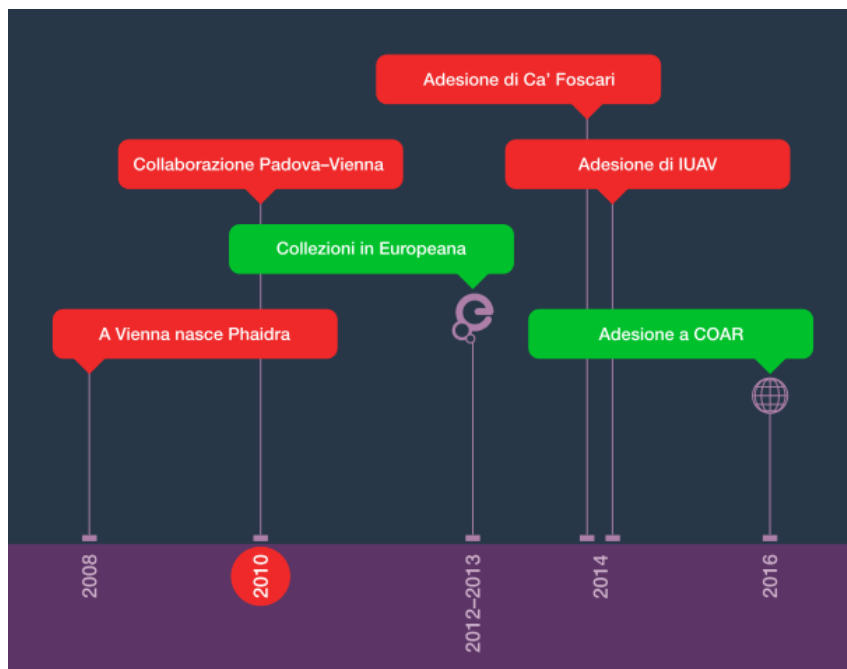 Adesione di Ca' Foscari
Collaborazione Padova–Vienna
Adesione di IUAV
Collezioni in Europeana
A Vienna nasce Phaidra
Adesione a COAR
2008
2010
2012–2013
2014
2016